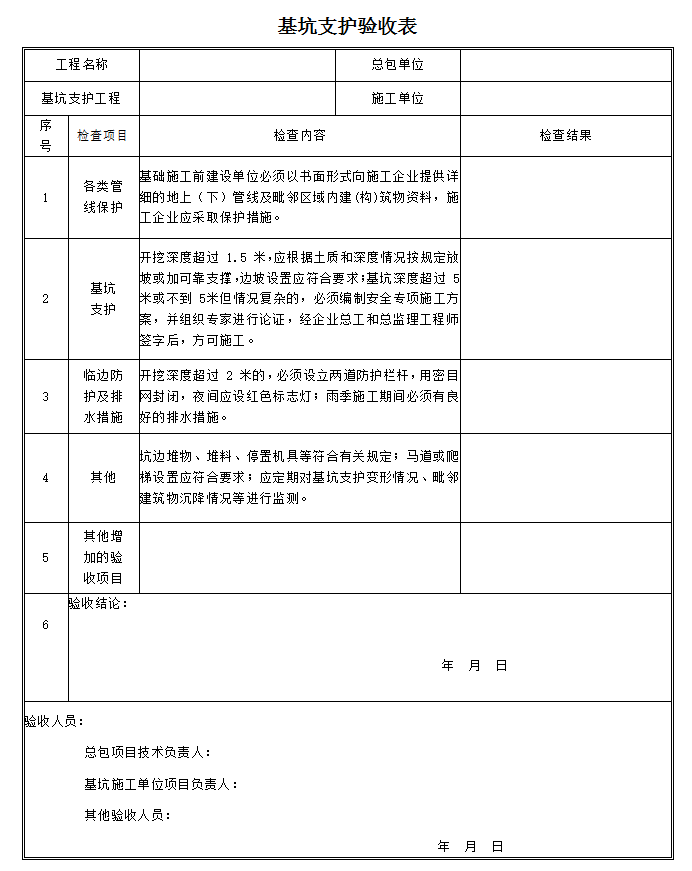 基坑支护验收表
工程名称
总包单位
基坑支护工程
施工单位
序
号
检查项目
检查内容
检查结果
1
各类管
线保护
基础施工前建设单位必须以书面形式向施工企业提供详
细的地上（下）管线及毗邻区域内建(构)筑物资料，施
工企业应采取保护措施。
2
基坑
支护
开挖深度超过 1.5 米，应根据土质和深度情况按规定放
坡或加可靠支撑，边坡设置应符合要求；基坑深度超过 5
米或不到 5米但情况复杂的，必须编制安全专项施工方
案，并组织专家进行论证，经企业总工和总监理工程师
签字后，方可施工。
3
临边防
护及排
水措施
开挖深度超过 2 米的，必须设立两道防护栏杆，用密目
网封闭，夜间应设红色标志灯；雨季施工期间必须有良
好的排水措施。
4
其他
坑边堆物、堆料、停置机具等符合有关规定；马道或爬
梯设置应符合要求；应定期对基坑支护变形情况、毗邻
建筑物沉降情况等进行监测。
5
其他增
加的验
收项目
6
验收结论：
年 月 日
验收人员：
总包项目技术负责人：
基坑施工单位项目负责人：
其他验收人员：
年 月 日